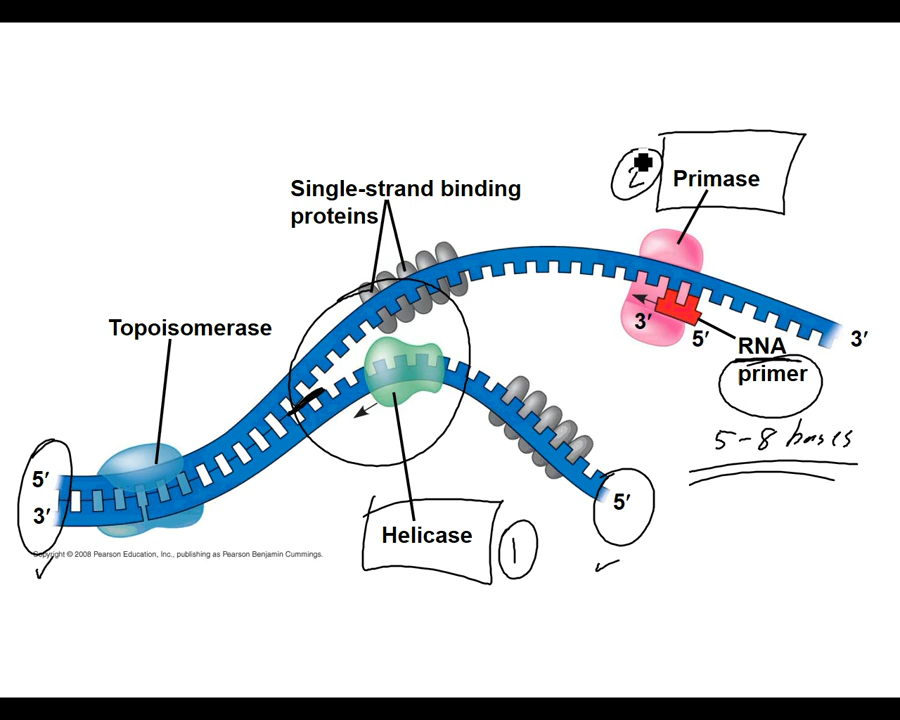 2
Primase
Single-strand binding
proteins
Topoisomerase
3′
5′
RNA
primer
3′
5-8 bases
5′
3′
5′
Helicase
1
Copyright © 2008 Pearson Education, Inc., publishing as Pearson Benjamin Cummings.